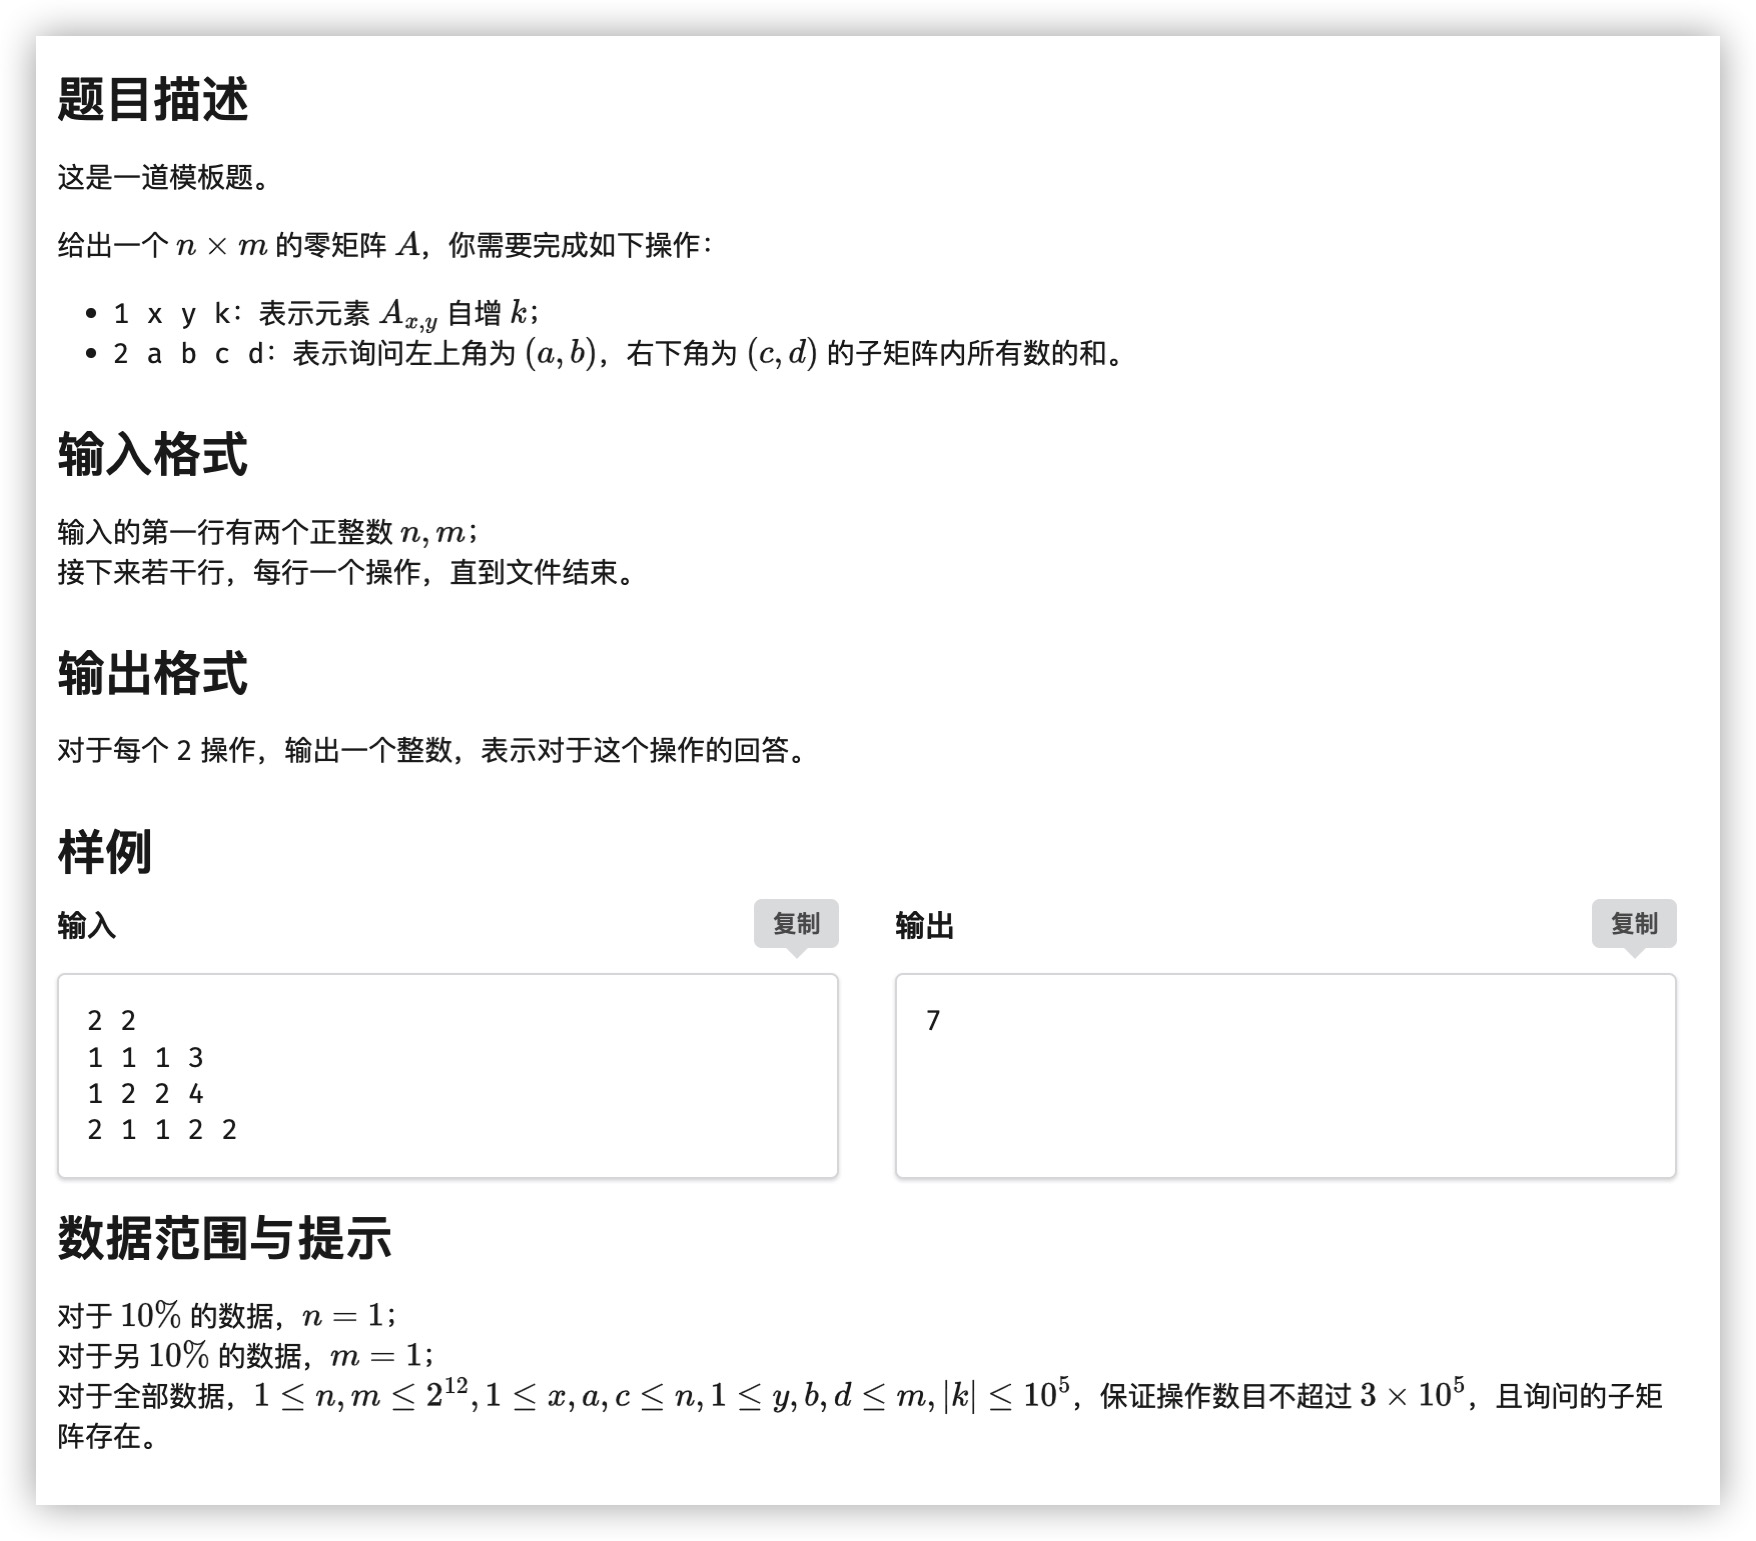 题目描述
这是一道模板题。
给出一个 n × m 的零矩阵 A，你需要完成如下操作：
• 1 x y k：表示元素 A_{x,y} 自增 k；
• 2 a b c d：表示询问左上角为 (a, b)，右下角为 (c, d) 的子矩阵内所有数的和。
输入格式
输入的第一行有两个正整数 n, m；
接下来若干行，每行一个操作，直到文件结束。
输出格式
对于每个 2 操作，输出一个整数，表示对于这个操作的回答。
样例
输入 复制
2 2
1 1 1 3
1 2 2 4
2 1 1 2 2
输出 复制
7
数据范围与提示
对于 10% 的数据，n = 1；
对于另 10% 的数据，m = 1；
对于全部数据，1 ≤ n, m ≤ 2^{12}, 1 ≤ x, a, c ≤ n, 1 ≤ y, b, d ≤ m, |k| ≤ 10^5，保证操作数目不超过 3 × 10^5，且询问的子矩
阵存在。